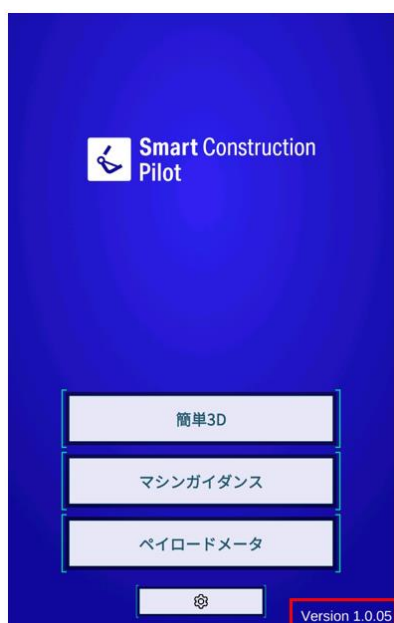 Smart Construction
Pilot
簡単3D
マシンガイダンス
ペイロードメータ
Version 1.0.05